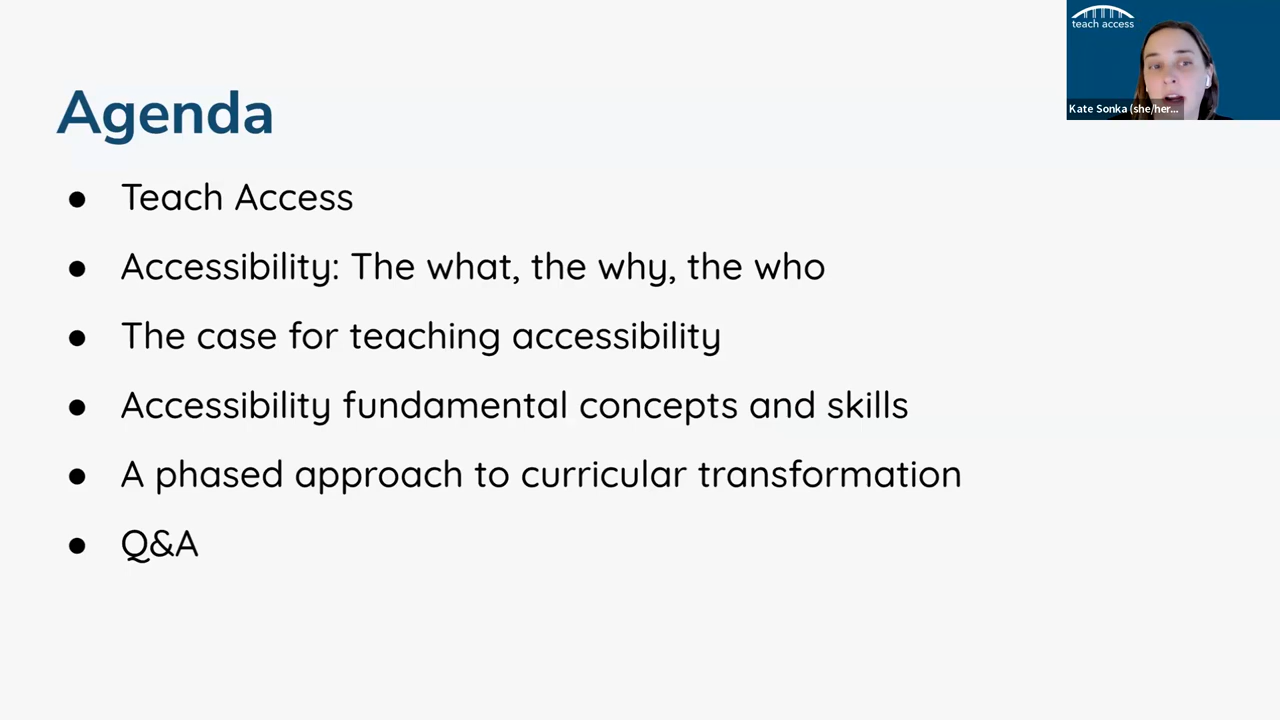 teach access
Kate Sonka (she/her...
Agenda
● Teach Access
● Accessibility: The what, the why, the who
● The case for teaching accessibility
● Accessibility fundamental concepts and skills
● A phased approach to curricular transformation
● Q&A